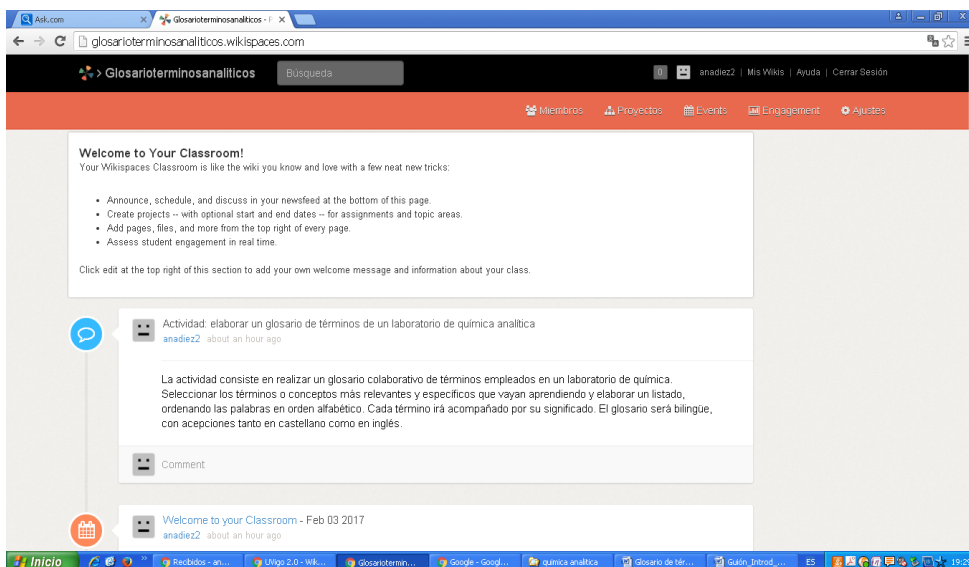 Ask.com
Glosarioterminosanaliticos - P
glosarioterminosanaliticos.wikispaces.com
> Glosarioterminosanaliticos
Búsqueda
0 anadiez2 | Mis Wikis | Ayuda | Cerrar Sesión
Miembros Proyectos Events Engagement Ajustes
Welcome to Your Classroom!
Your Wikispaces Classroom is like the wiki you know and love with a few neat new tricks:
• Announce, schedule, and discuss in your newsfeed at the bottom of this page.
• Create projects -- with optional start and end dates -- for assignments and topic areas.
• Add pages, files, and more from the top right of every page.
• Assess student engagement in real time.
Click edit at the top right of this section to add your own welcome message and information about your class.
Actividad: elaborar un glosario de términos de un laboratorio de química analítica
anadiez2 about an hour ago
La actividad consiste en realizar un glosario colaborativo de términos empleados en un laboratorio de química.
Seleccionar los términos o conceptos más relevantes y específicos que vayan aprendiendo y elaborar un listado,
ordenando las palabras en orden alfabético. Cada término irá acompañado por su significado. El glosario será bilingüe,
con acepciones tanto en castellano como en inglés.
Comment
Welcome to your Classroom - Feb 03 2017
anadiez2 about an hour ago
Inicio » Recibidos - an... UVigo 2.0 - Wik... Glosariotermin... Google - Googl... quimica analitica Glosario de tér... Guión_Introd_... ES 19:2